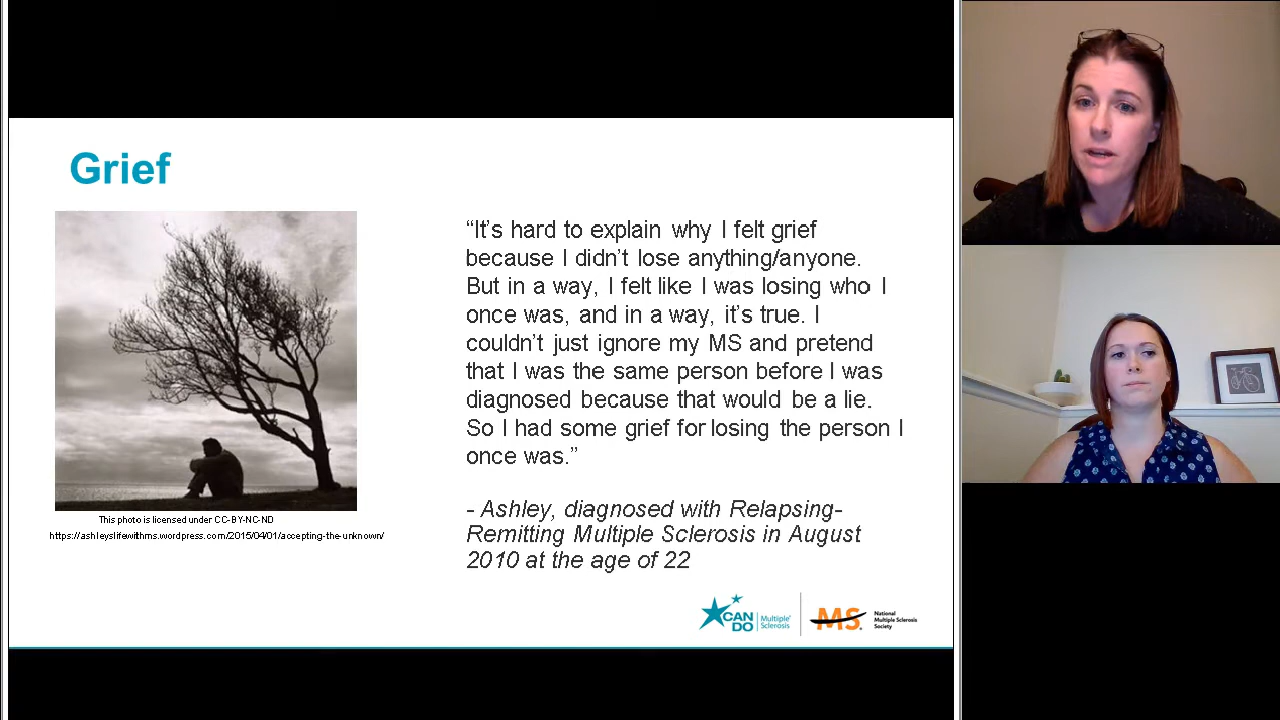 Grief
“It’s hard to explain why I felt grief
because I didn’t lose anything/anyone.
But in a way, I felt like I was losing who I
once was, and in a way, it’s true. I
couldn’t just ignore my MS and pretend
that I was the same person before I was
diagnosed because that would be a lie.
So I had some grief for losing the person I
once was.”
- Ashley, diagnosed with Relapsing-
Remitting Multiple Sclerosis in August
2010 at the age of 22
This photo is licensed under CC-BY-NC-ND
https://ashleyslifewithms.wordpress.com/2015/04/01/accepting-the-unknown/
CAN
DO
Multiple
Sclerosis
MS
National
Multiple Sclerosis
Society